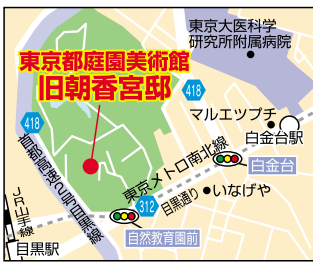 東京大医科学
研究所附属病院
東京都庭園美術館
旧朝香宮邸
418
418
マルエツプチ
白金台駅
首都高速2号目黒線
東京メトロ南北線
白金台
目黒通り
いなげや
312
JR山手線
自然教育園前
目黒駅